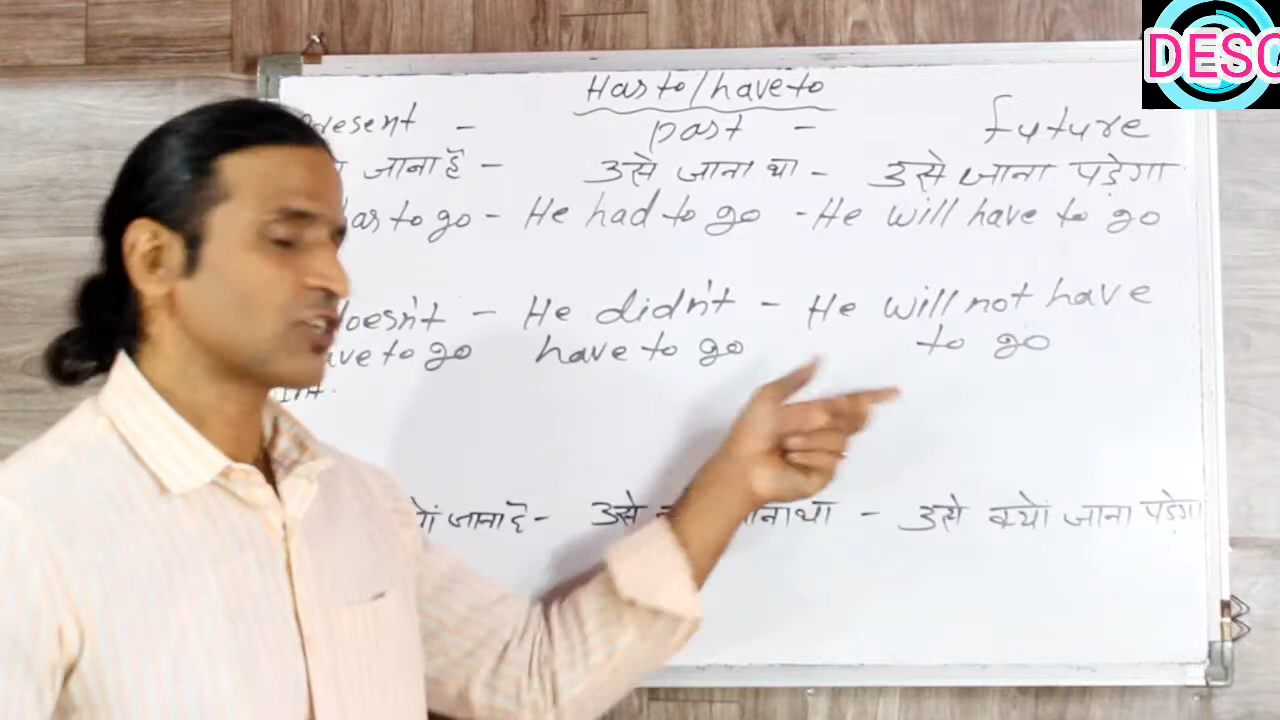 DESC
Has to / have to
Present - past - future
जाना है - उसे जाना था - उसे जाना पड़ेगा
has to go - He had to go - He will have to go
doesn't - He didn't - He will not have
have to go have to go to go
Int.
जाना है - उसे जाना था - उसे क्यों जाना पड़ेगा